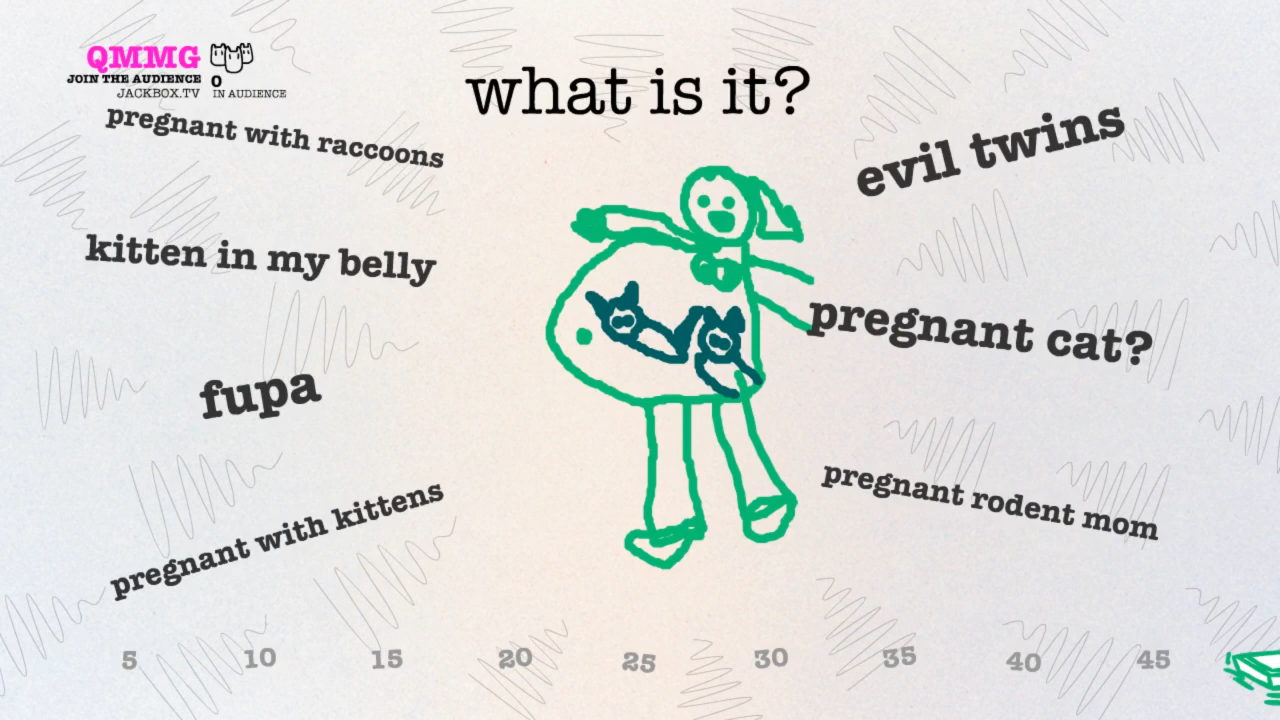 QMMG
JOIN THE AUDIENCE
JACKBOX.TV
0
IN AUDIENCE
what is it?
pregnant with raccoons
evil twins
kitten in my belly
pregnant cat?
fupa
pregnant rodent mom
pregnant with kittens
5 10 15 20 25 30 35 40 45